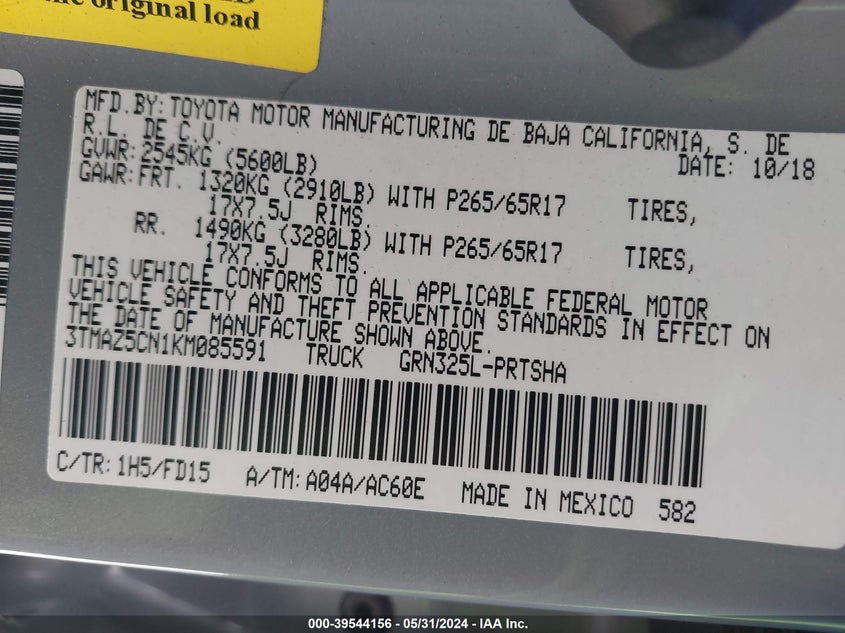 the original load
MFD.BY: TOYOTA MOTOR MANUFACTURING DE BAJA CALIFORNIA, S. DE
R.L. DE C.V. DATE: 10/18
GVWR: 2545KG (5600LB)
GAWR: FRT. 1320KG (2910LB) WITH P265/65R17 TIRES,
17X7.5J RIMS.
RR. 1490KG (3280LB) WITH P265/65R17 TIRES,
17X7.5J RIMS.
THIS VEHICLE CONFORMS TO ALL APPLICABLE FEDERAL MOTOR
VEHICLE SAFETY AND THEFT PREVENTION STANDARDS IN EFFECT ON
THE DATE OF MANUFACTURE SHOWN ABOVE.
3TMAZ5CN1KM085591 TRUCK GRN325L-PRTSHA
C/TR: 1H5/FD15 A/TM: A04A/AC60E MADE IN MEXICO 582
000-39544156 - 05/31/2024 - IAA Inc.